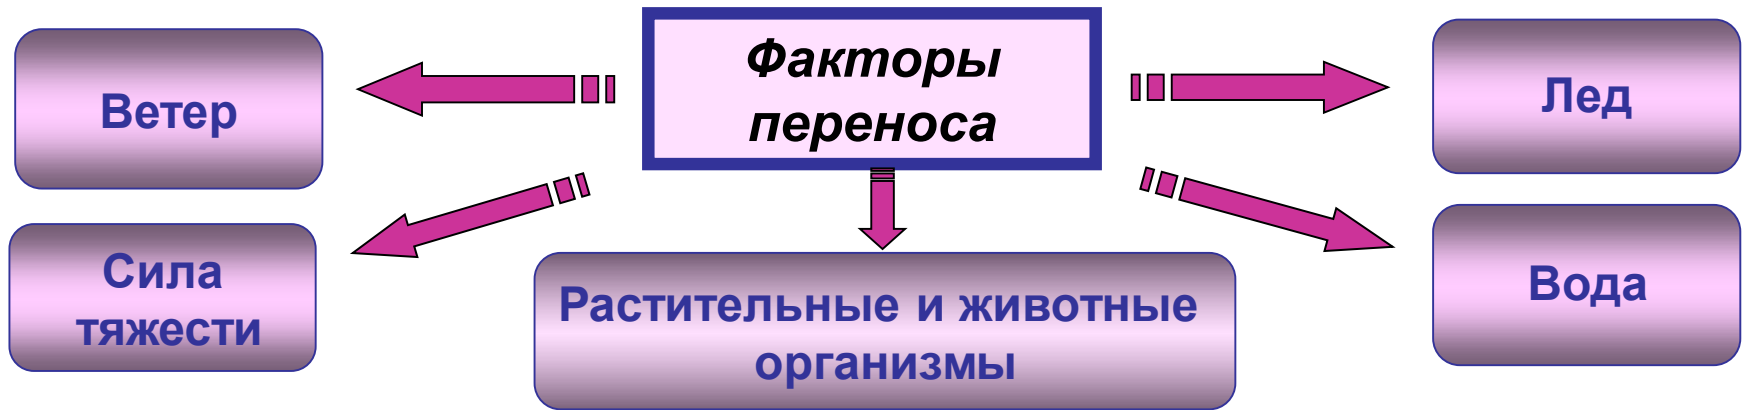 Факторы
переноса
Ветер
Лед
Сила
тяжести
Растительные и животные
организмы
Вода